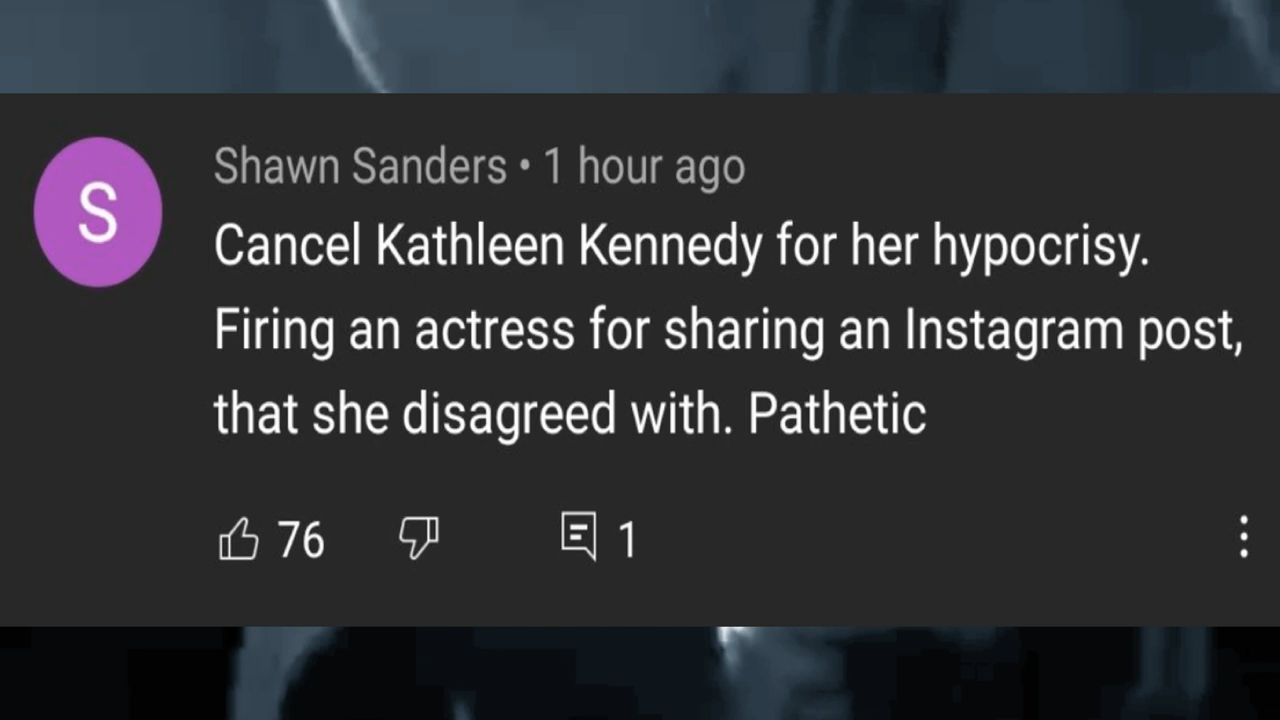 S
Shawn Sanders • 1 hour ago
Cancel Kathleen Kennedy for her hypocrisy.
Firing an actress for sharing an Instagram post,
that she disagreed with. Pathetic
76 1